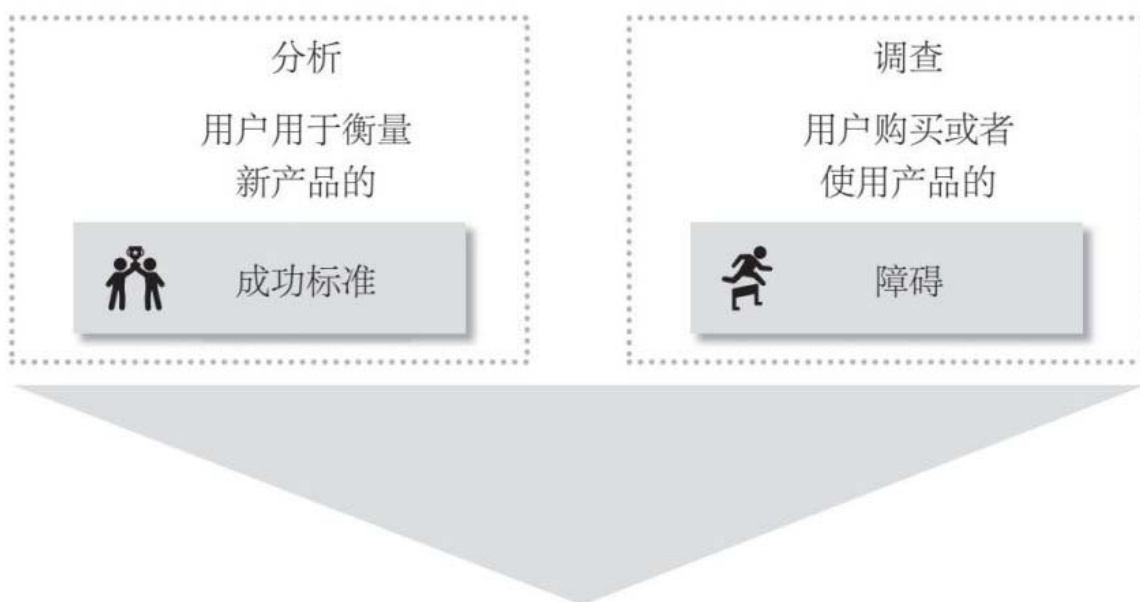 分析
用户用于衡量
新产品的
成功标准
调查
用户购买或者
使用产品的
障碍